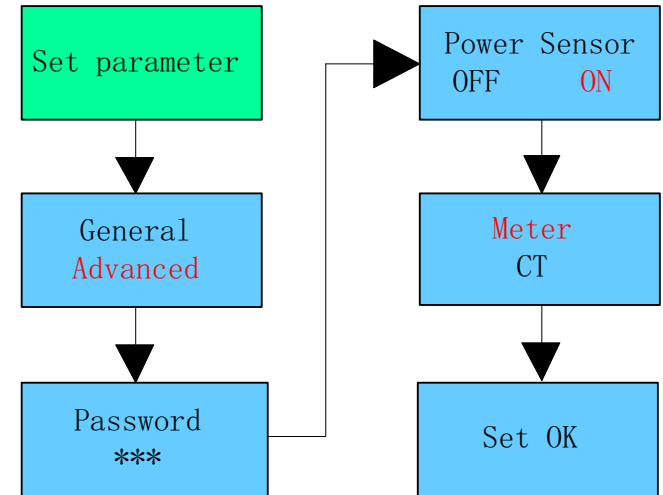 Set parameter
General
Advanced
Password
***
Power Sensor
OFF ON
Meter
CT
Set OK